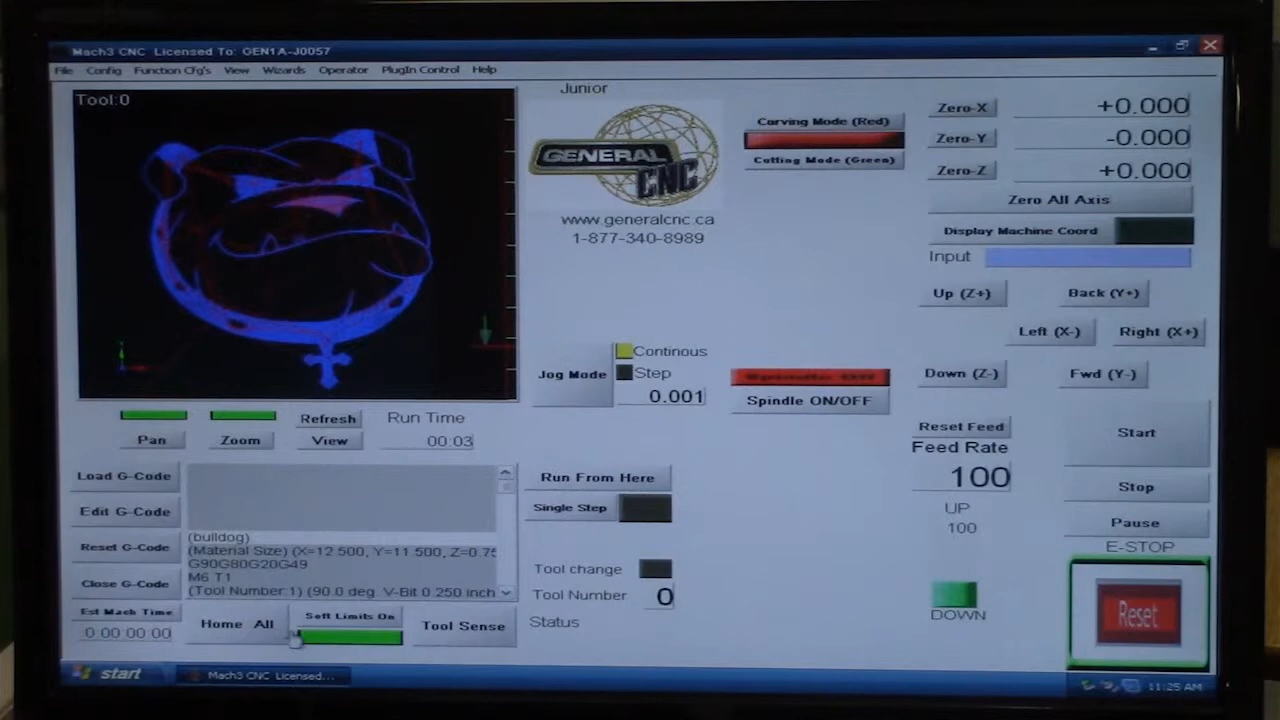 Mach3 CNC Licensed To: GEN1A-J0057
File Config Function Cfg's View Wizards Operator PlugIn Control Help
Tool:0
Junior
GENERAL
CNC
www.generalcnc.ca
1-877-340-8989
Carving Mode (Red)
Cutting Mode (Green)
Zero-X +0.000
Zero-Y -0.000
Zero-Z +0.000
Zero All Axis
Display Machine Coord
Input
Up (Z+) Back (Y+)
Left (X-) Right (X+)
Down (Z-) Fwd (Y-)
Jog Mode
Continous
Step
0.001
Spindle Off
Spindle ON/OFF
Pan Zoom
Refresh
View
Run Time
00:03
Reset Feed
Feed Rate
100
UP
100
DOWN
Start
Stop
Pause
E-STOP
Reset
Load G-Code
Edit G-Code
Reset G-Code
Close G-Code
(bulldog)
(Material Size) (X=12.500, Y=11.500, Z=0.75
G90G80G20G49
M6 T1
(Tool Number:1) (90.0 deg. V-Bit 0.250 inch
Run From Here
Single Step
Tool change
Tool Number 0
Status
Est Mach Time
0 00 00 00
Home All
Soft Limits On
Tool Sense
start
Mach3 CNC Licensed...
11:25 AM